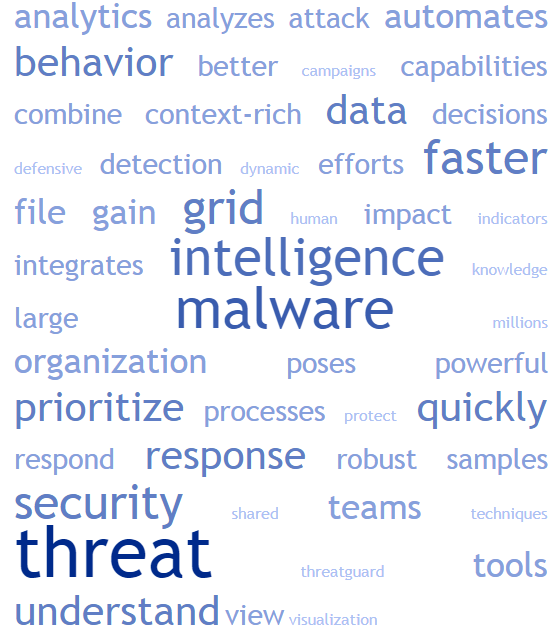 analytics analyzes attack automates
behavior better campaigns capabilities
combine context-rich data decisions
defensive detection dynamic efforts faster
file gain grid human impact indicators
integrates intelligence knowledge
large malware millions
organization poses powerful
prioritize processes protect quickly
respond response robust samples
security shared teams techniques
threat threatguard tools
understand view visualization